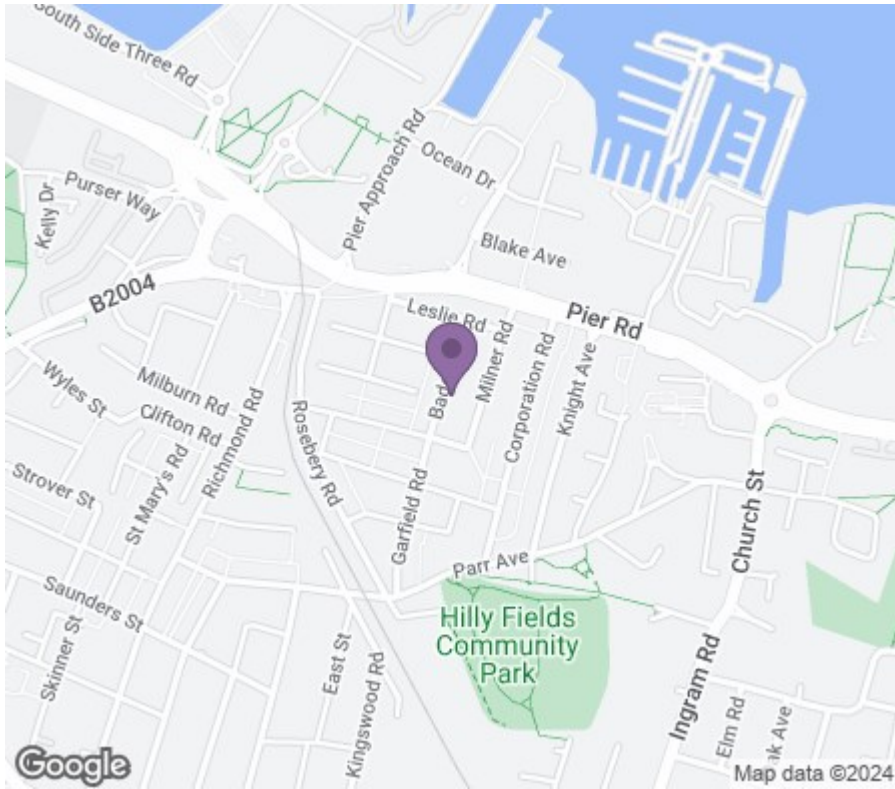 South Side Three Rd
Pier Approach Rd
Ocean Dr
Purser Way
Kelly Dr
Blake Ave
B2004
Leslie Rd
Pier Rd
Milner Rd
Bad
Corporation Rd
Knight Ave
Wyles St
Milburn Rd
Clifton Rd
Richmond Rd
Rosebery Rd
St Mary's Rd
Strover St
Garfield Rd
Church St
Parr Ave
Saunders St
Hilly Fields
Community
Park
Skinner St
East St
Kingswood Rd
Ingram Rd
Elm Rd
ak Ave
Google
Map data ©2024